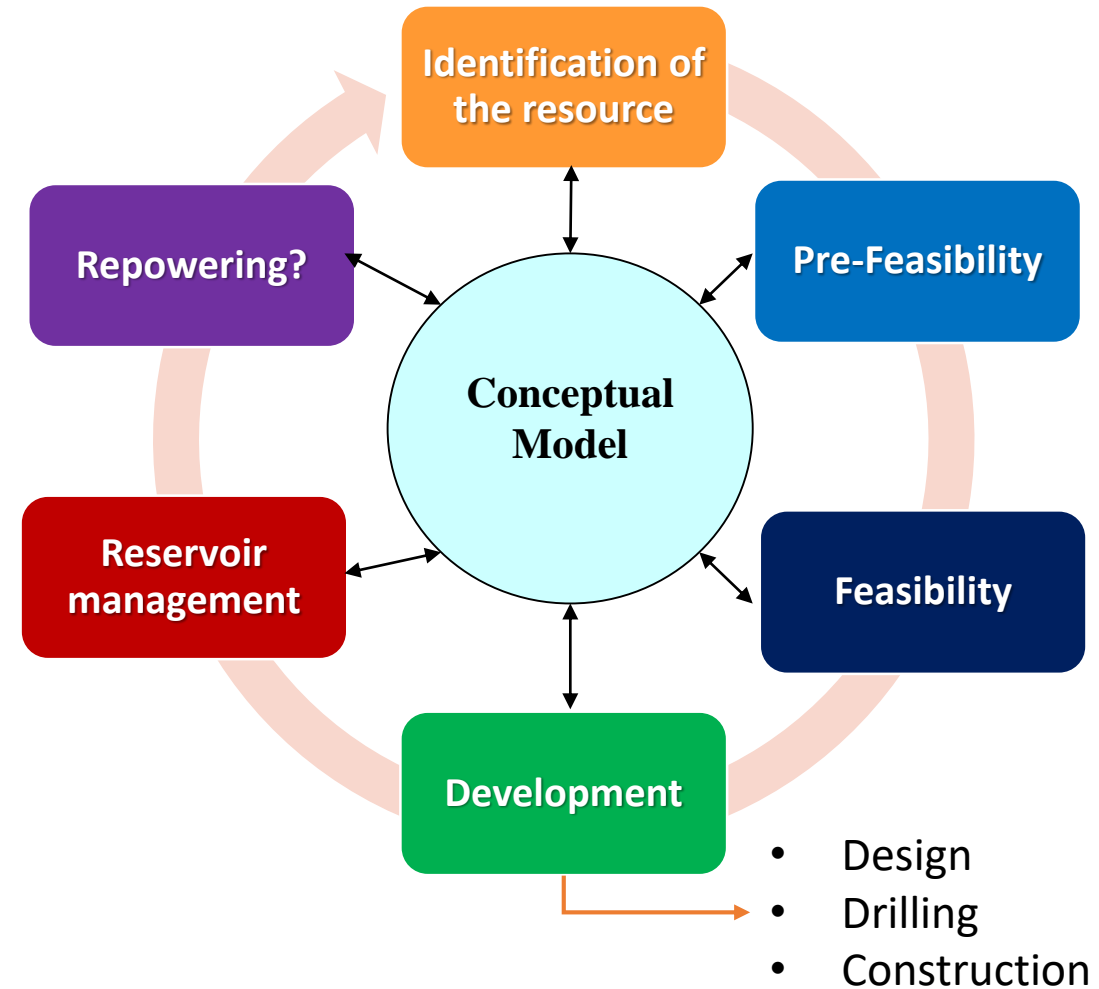 Identification of
the resource
Pre-Feasibility
Feasibility
Development
• Design
• Drilling
• Construction
Reservoir
management
Repowering?
Conceptual
Model